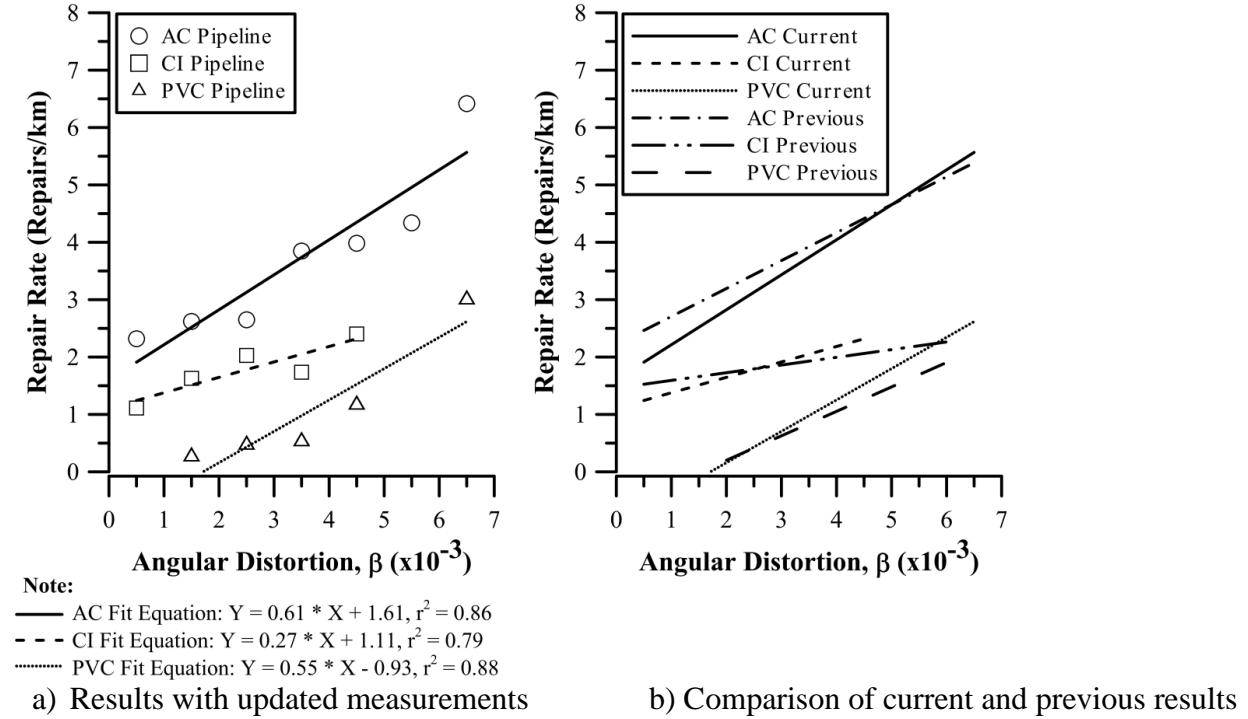 8
7
6
5
4
3
2
1
0
Repair Rate (Repairs/km)
AC Pipeline
CI Pipeline
PVC Pipeline
0 1 2 3 4 5 6 7
Angular Distortion, β (x10⁻³)
Note:
AC Fit Equation: Y = 0.61 * X + 1.61, r² = 0.86
CI Fit Equation: Y = 0.27 * X + 1.11, r² = 0.79
PVC Fit Equation: Y = 0.55 * X - 0.93, r² = 0.88
a) Results with updated measurements
8
7
6
5
4
3
2
1
0
Repair Rate (Repairs/km)
AC Current
CI Current
PVC Current
AC Previous
CI Previous
PVC Previous
0 1 2 3 4 5 6 7
Angular Distortion, β (x10⁻³)
b) Comparison of current and previous results